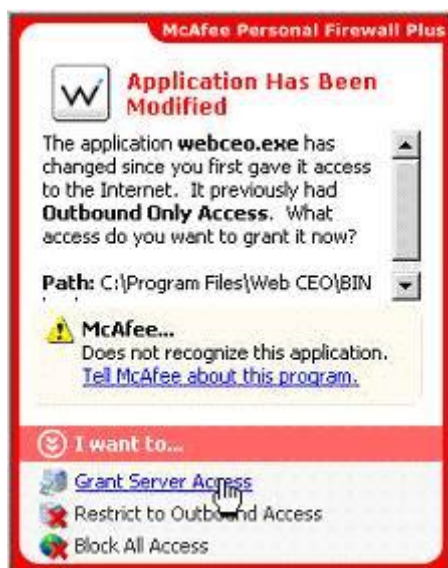 McAfee Personal Firewall Plus
Application Has Been
Modified
The application webceo.exe has
changed since you first gave it access
to the Internet. It previously had
Outbound Only Access. What
access do you want to grant it now?
Path: C:\Program Files\Web CEO\BIN
McAfee...
Does not recognize this application.
Tell McAfee about this program.
I want to...
Grant Server Access
Restrict to Outbound Access
Block All Access